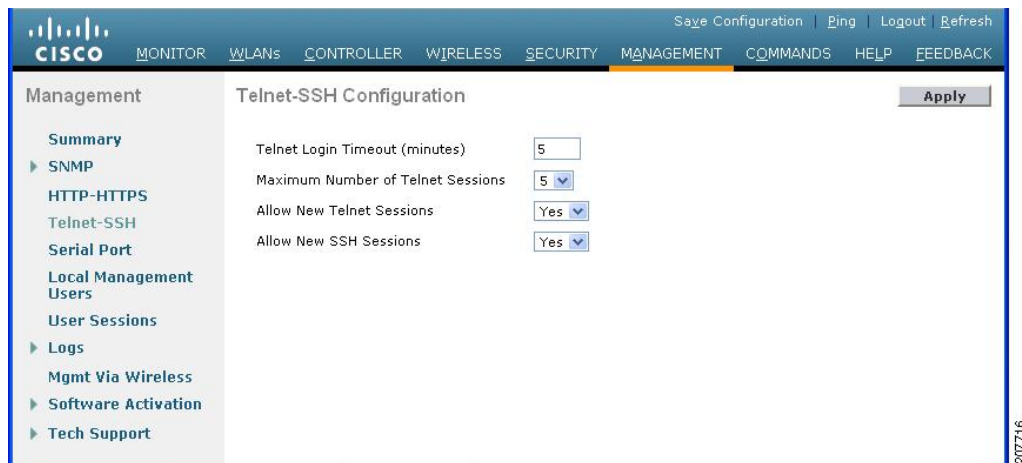 Save Configuration | Ping | Logout | Refresh
CISCO MONITOR WLANs CONTROLLER WIRELESS SECURITY MANAGEMENT COMMANDS HELP FEEDBACK
Management
Summary
SNMP
HTTP-HTTPS
Telnet-SSH
Serial Port
Local Management
Users
User Sessions
Logs
Mgmt Via Wireless
Software Activation
Tech Support
Telnet-SSH Configuration
Apply
Telnet Login Timeout (minutes) 5
Maximum Number of Telnet Sessions 5
Allow New Telnet Sessions Yes
Allow New SSH Sessions Yes
207716